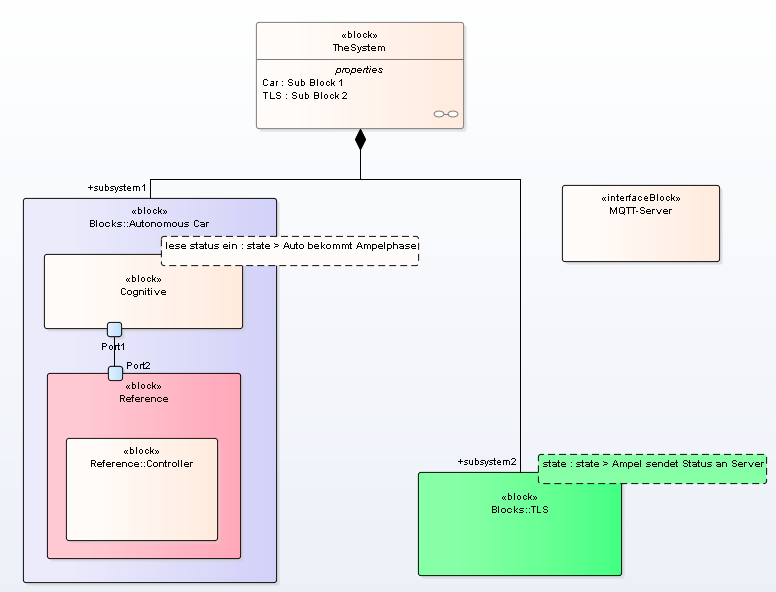 «block»
TheSystem
properties
Car : Sub Block 1
TLS : Sub Block 2
+subsystem1
«block»
Blocks::Autonomous Car
lese status ein : state > Auto bekommt Ampelphase
«block»
Cognitive
Port1
Port2
«block»
Reference
«block»
Reference::Controller
«interfaceBlock»
MQTT-Server
+subsystem2
state : state > Ampel sendet Status an Server
«block»
Blocks::TLS